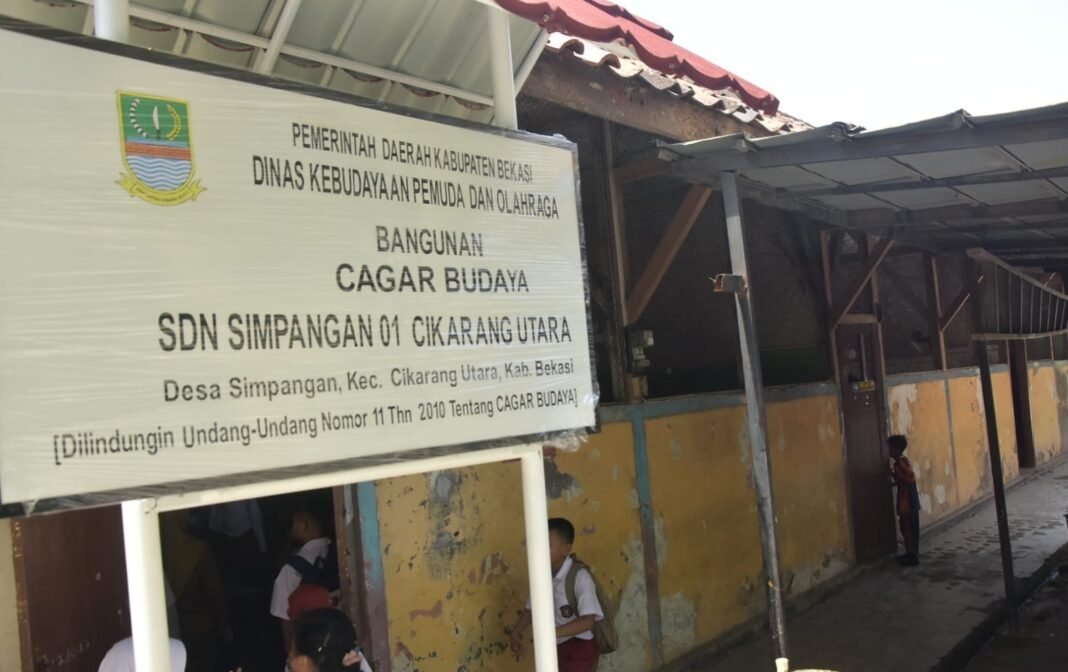 PEMERINTAH DAERAH KABUPATEN BEKASI
DINAS KEBUDAYAAN PEMUDA DAN OLAHRAGA
BANGUNAN
CAGAR BUDAYA
SDN SIMPANGAN 01 CIKARANG UTARA
Desa Simpangan, Kec. Cikarang Utara, Kab. Bekasi
[Dilindungin Undang-Undang Nomor 11 Thn 2010 Tentang CAGAR BUDAYA]